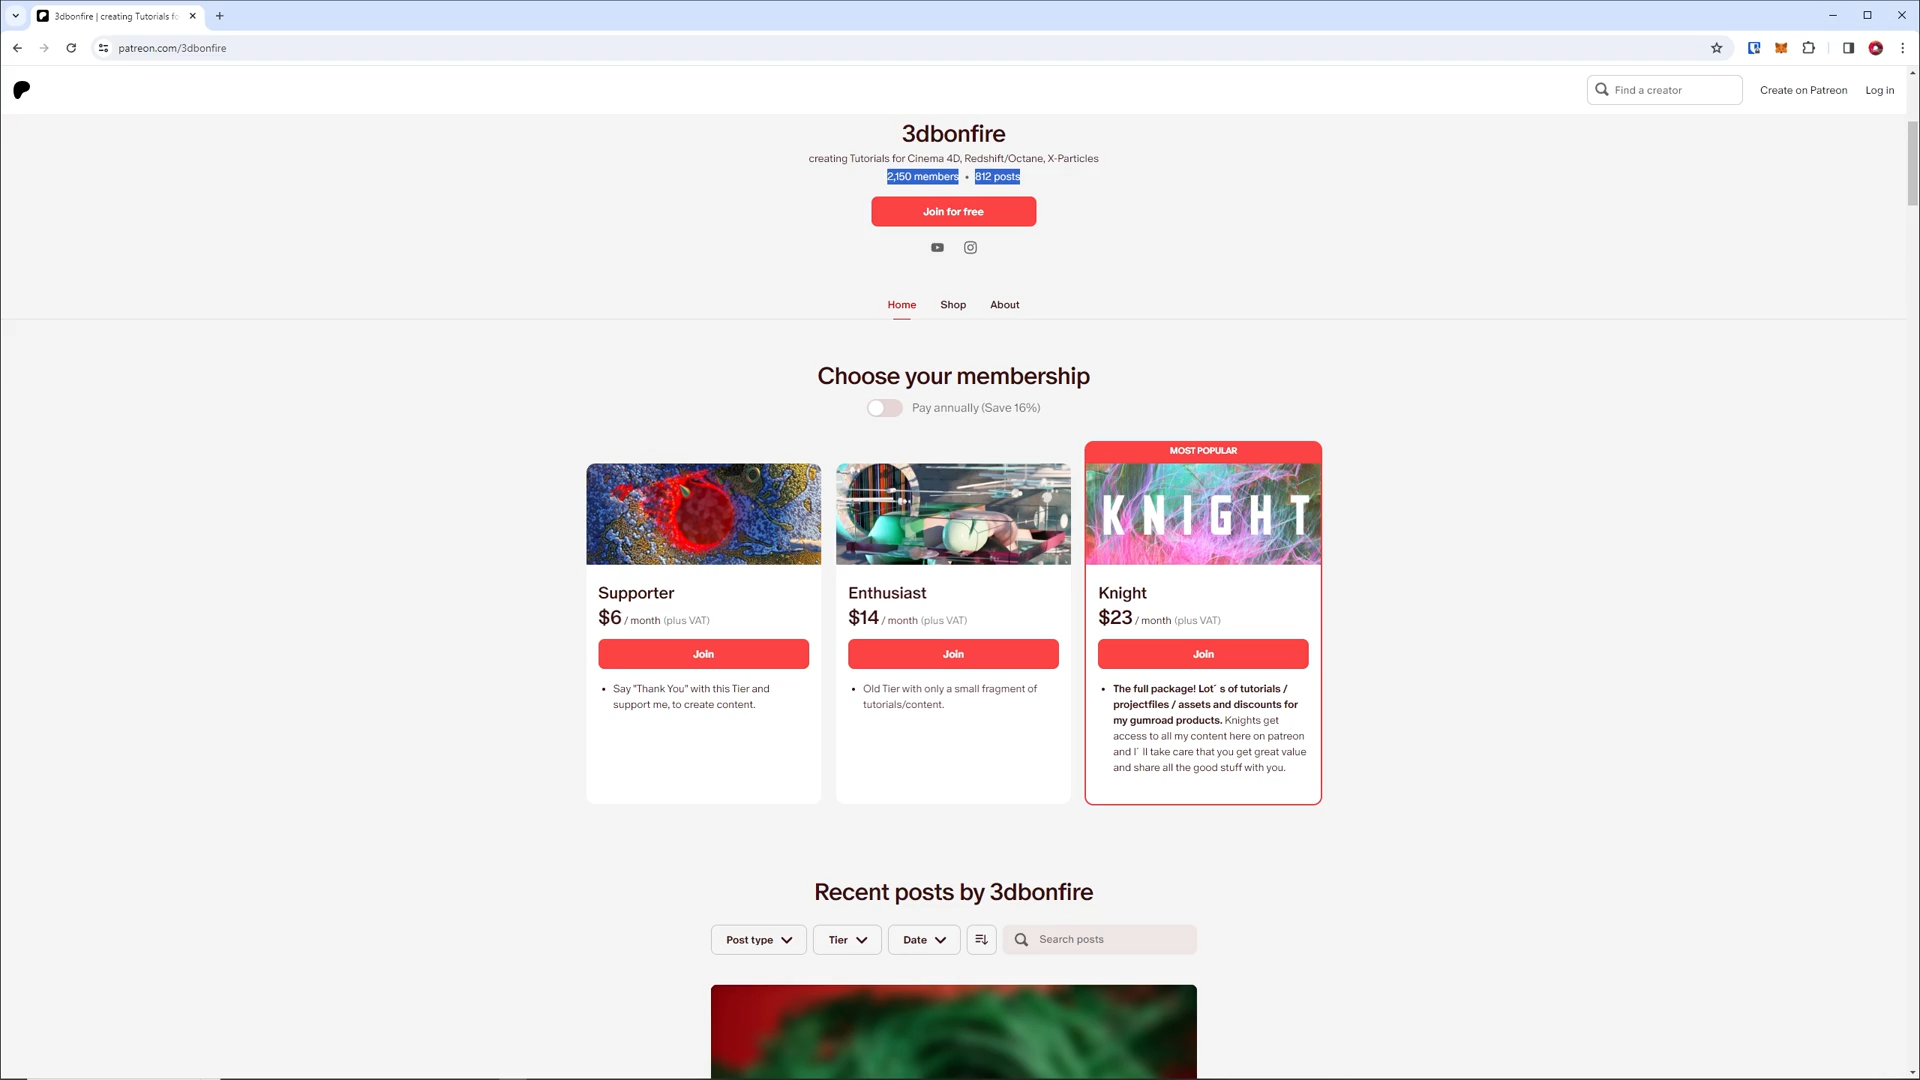 3dbonfire | creating Tutorials fo
patreon.com/3dbonfire
Find a creator
Create on Patreon
Log in
3dbonfire
creating Tutorials for Cinema 4D, Redshift/Octane, X-Particles
2,150 members • 812 posts
Join for free
Home
Shop
About
Choose your membership
Pay annually (Save 16%)
Supporter
$6 / month (plus VAT)
Join
• Say "Thank You" with this Tier and
support me, to create content.
Enthusiast
$14 / month (plus VAT)
Join
• Old Tier with only a small fragment of
tutorials/content.
MOST POPULAR
KNIGHT
Knight
$23 / month (plus VAT)
Join
• The full package! Lot´ s of tutorials /
projectfiles / assets and discounts for
my gumroad products. Knights get
access to all my content here on patreon
and I´ ll take care that you get great value
and share all the good stuff with you.
Recent posts by 3dbonfire
Post type
Tier
Date
Search posts